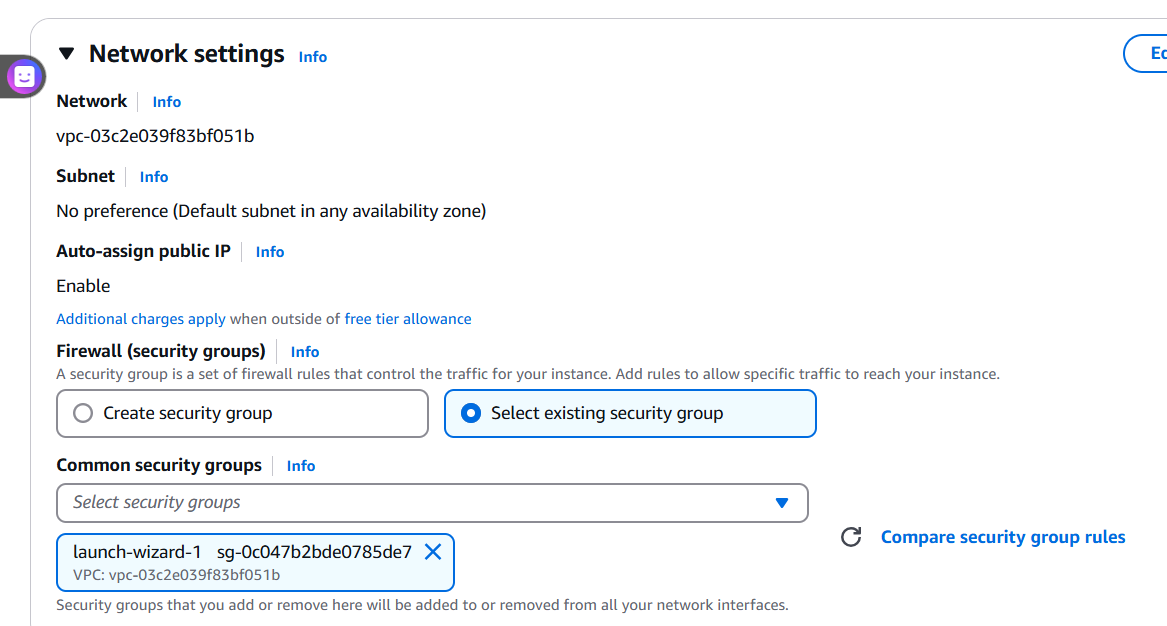 Network settings Info
Ed
Network Info
vpc-03c2e039f83bf051b
Subnet Info
No preference (Default subnet in any availability zone)
Auto-assign public IP Info
Enable
Additional charges apply when outside of free tier allowance
Firewall (security groups) Info
A security group is a set of firewall rules that control the traffic for your instance. Add rules to allow specific traffic to reach your instance.
Create security group
Select existing security group
Common security groups Info
Select security groups
launch-wizard-1 sg-0c047b2bde0785de7
VPC: vpc-03c2e039f83bf051b
Compare security group rules
Security groups that you add or remove here will be added to or removed from all your network interfaces.